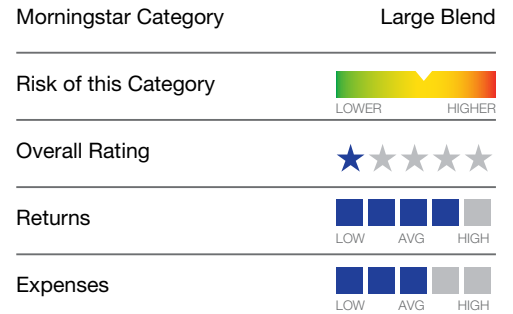 Morningstar Category Large Blend
Risk of this Category
LOWER HIGHER
Overall Rating
Returns
LOW AVG HIGH
Expenses
LOW AVG HIGH